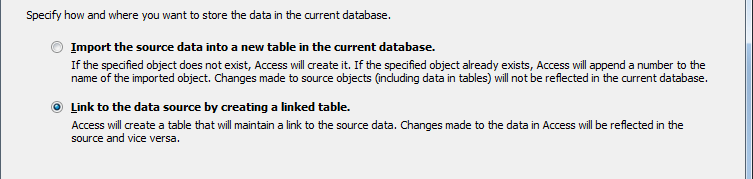 Specify how and where you want to store the data in the current database.
Import the source data into a new table in the current database.
If the specified object does not exist, Access will create it. If the specified object already exists, Access will append a number to the
name of the imported object. Changes made to source objects (including data in tables) will not be reflected in the current database.
Link to the data source by creating a linked table.
Access will create a table that will maintain a link to the source data. Changes made to the data in Access will be reflected in the
source and vice versa.